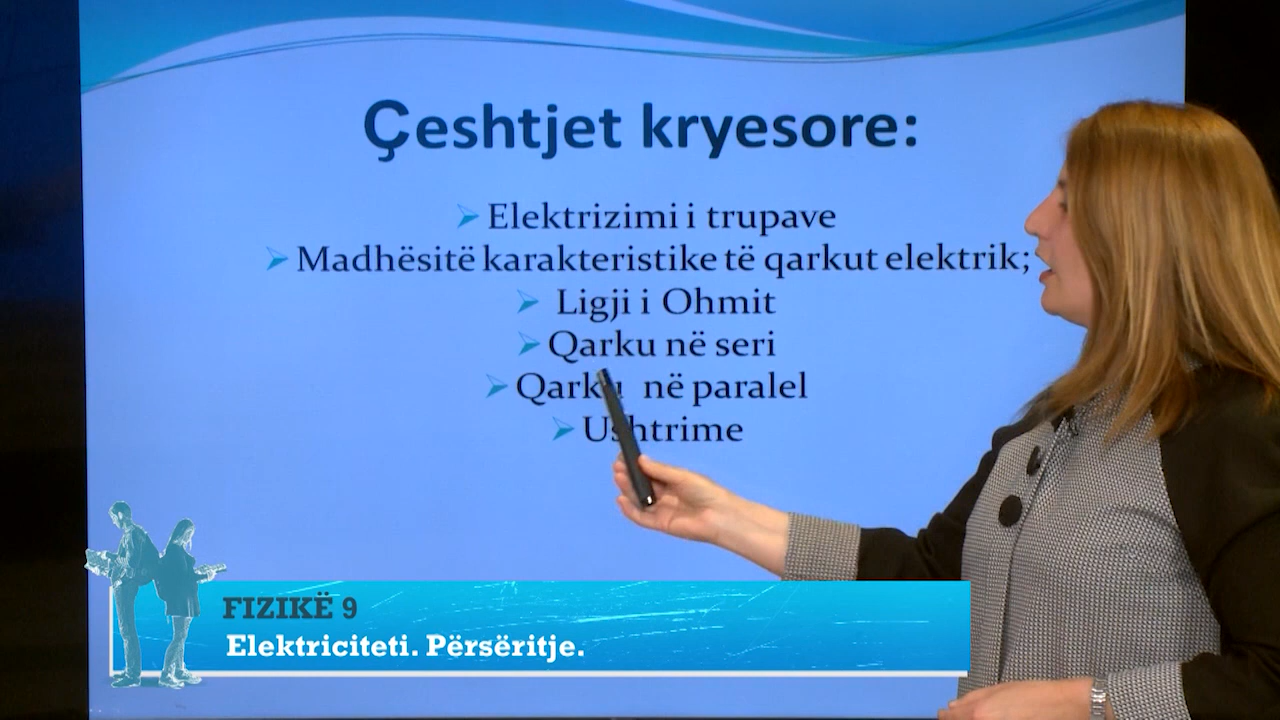 Çeshtjet kryesore:
Elektrizimi i trupave
Madhësitë karakteristike të qarkut elektrik;
Ligji i Ohmit
Qarku në seri
Qarku në paralel
Ushtrime
FIZIKË 9
Elektriciteti. Përsëritje.